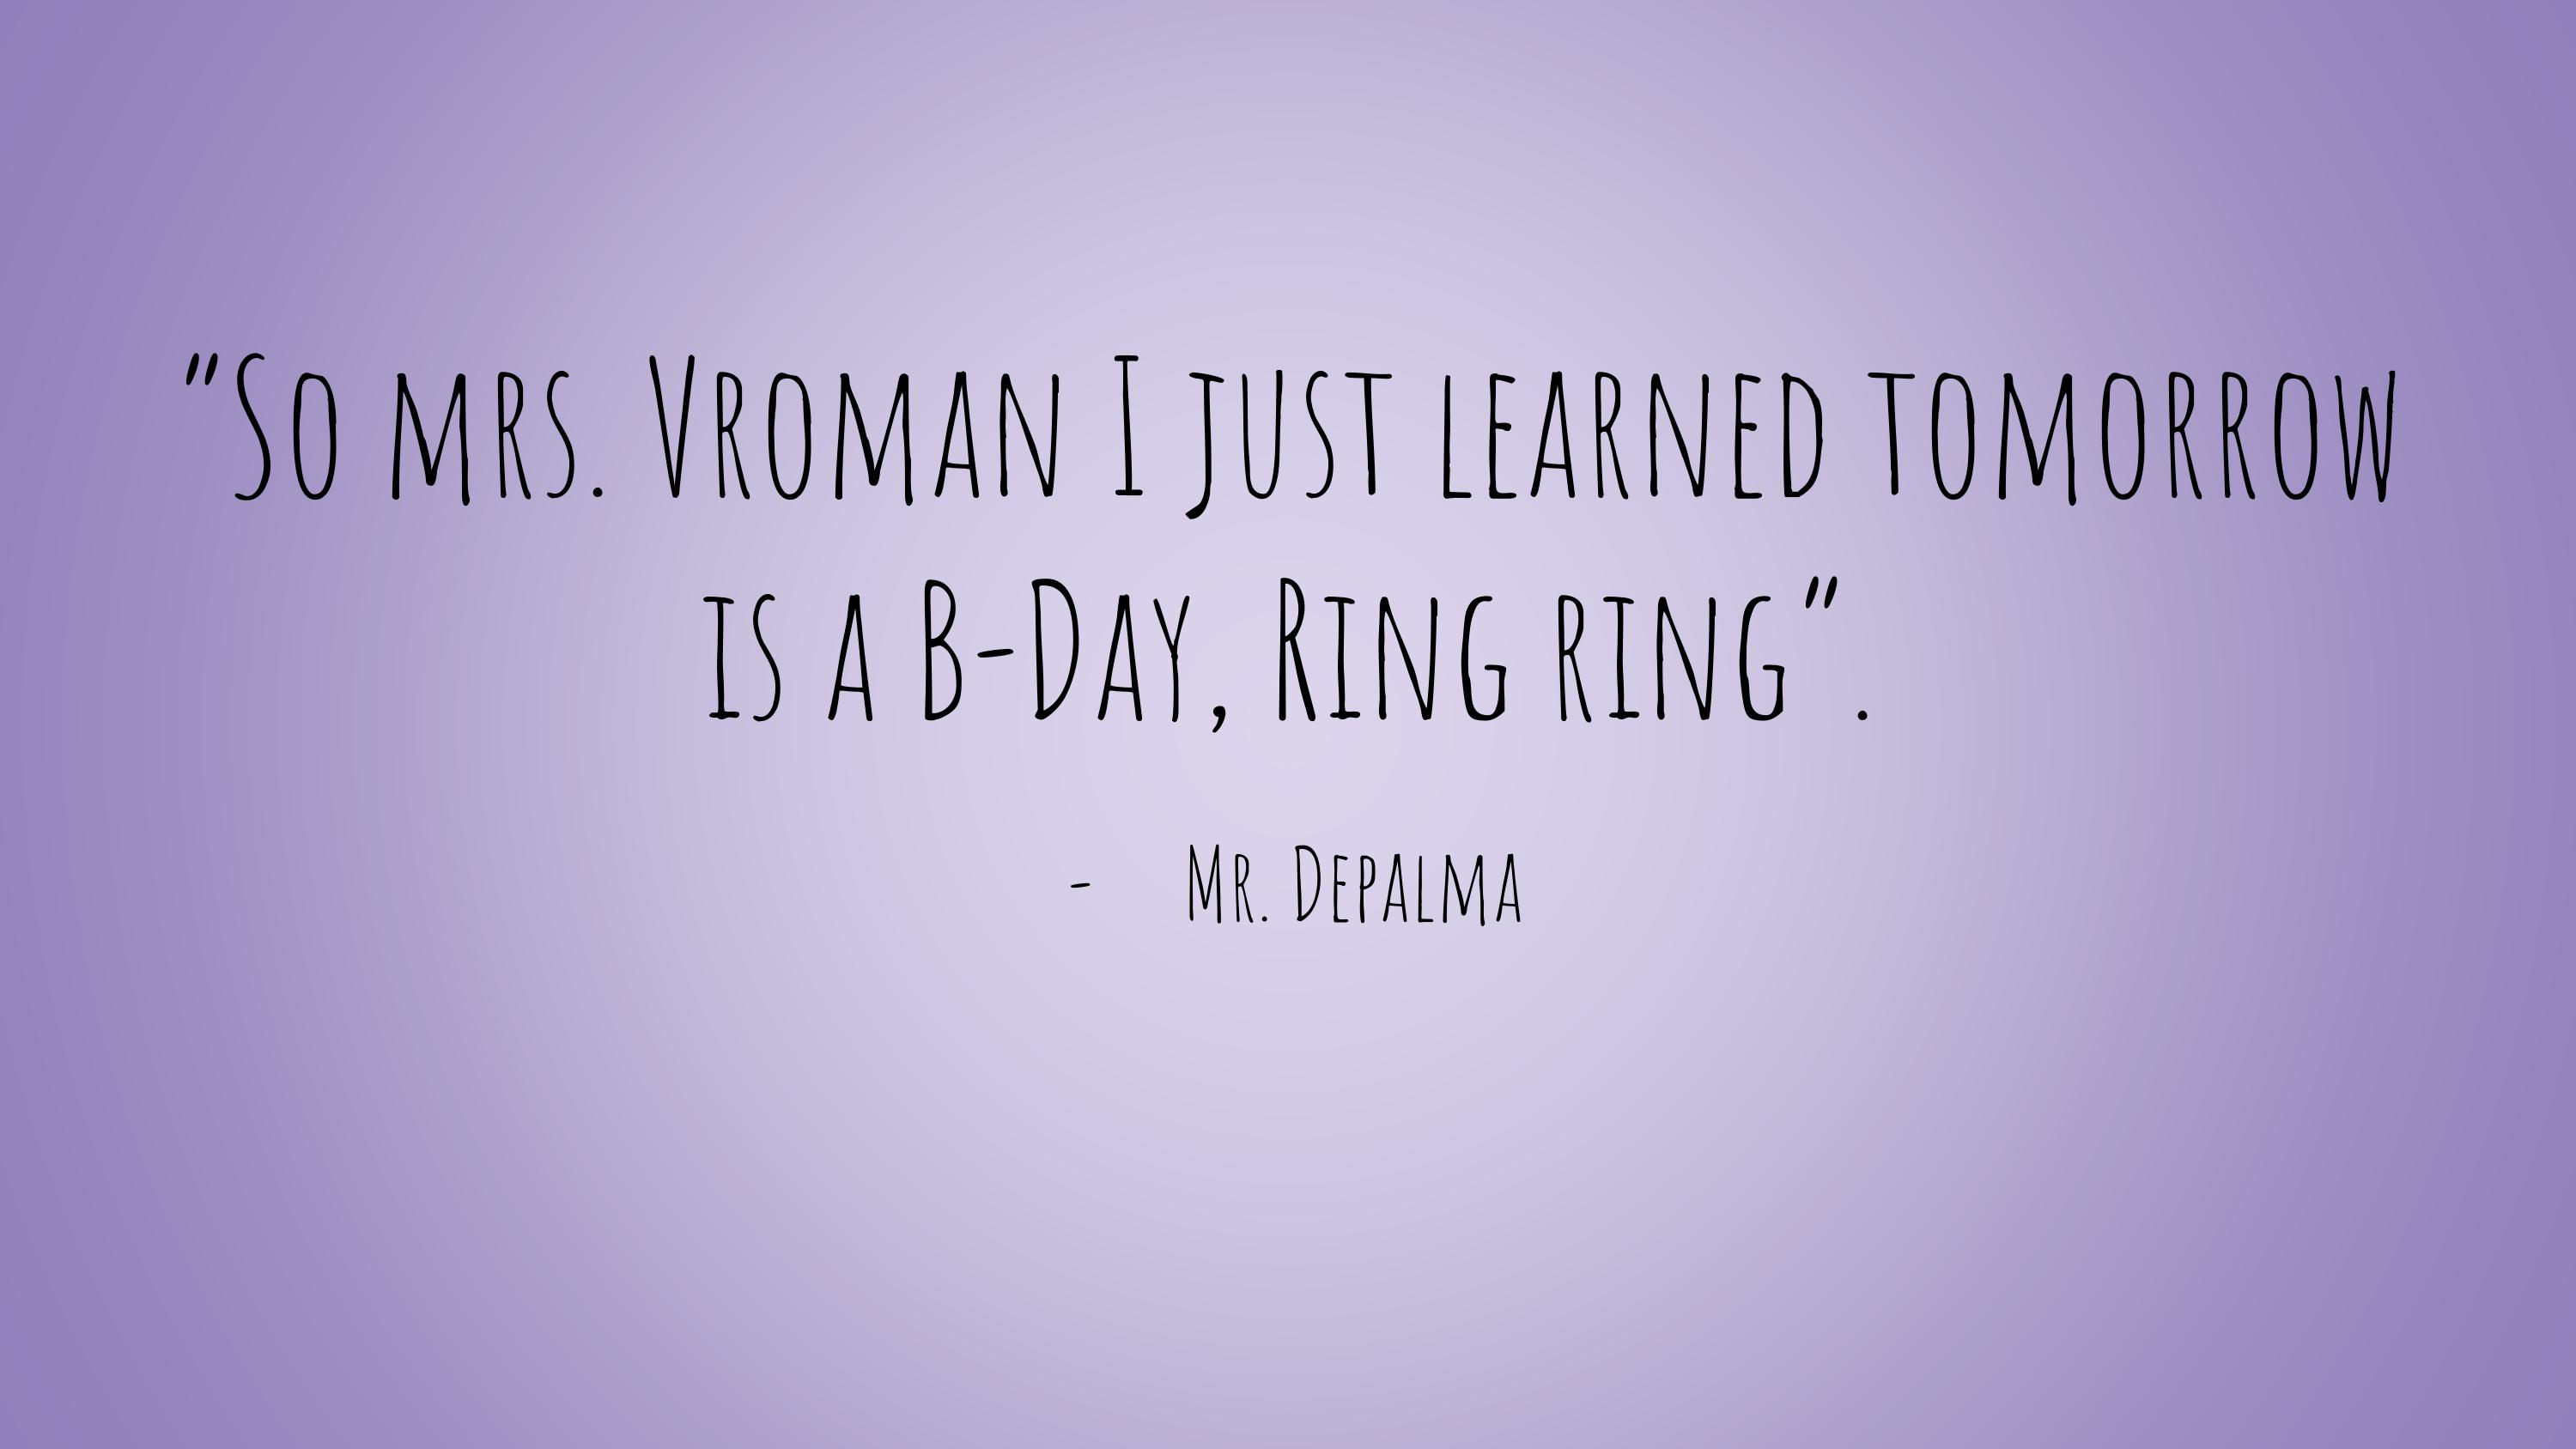 "So mrs. Vroman I just learned tomorrow
is a B-Day, Ring ring".
- Mr. Depalma